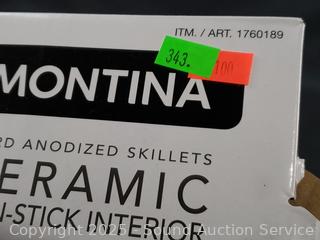 ITM. / ART. 1760189
343.
100
MONTINA
RD ANODIZED SKILLETS
ERAMIC
I-STICK INTERIOR
Copyright 2025 - Sound Auction Service